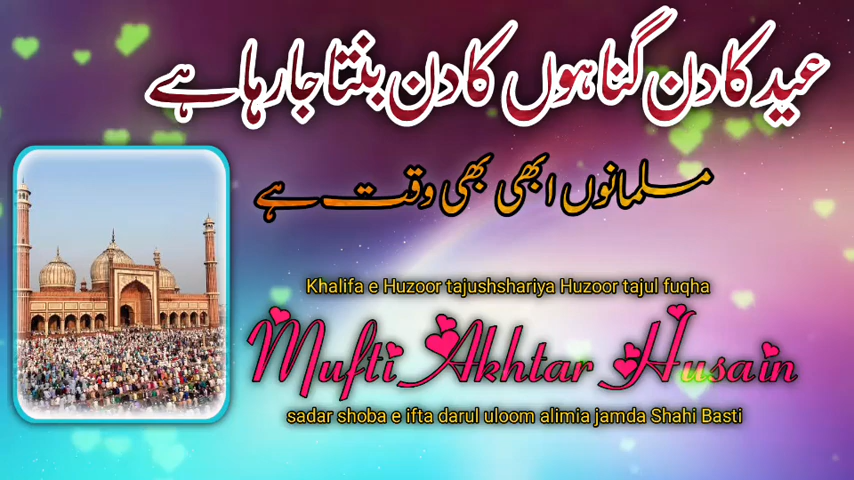 عید کا دن گناہوں کا دن بنتا جا رہا ہے
مسلمانوں ابھی بھی وقت ہے
Khalifa e Huzoor tajushshariya Huzoor tajul fuqha
Mufti Akhtar Husain
sadar shoba e ifta darul uloom alimia jamda Shahi Basti